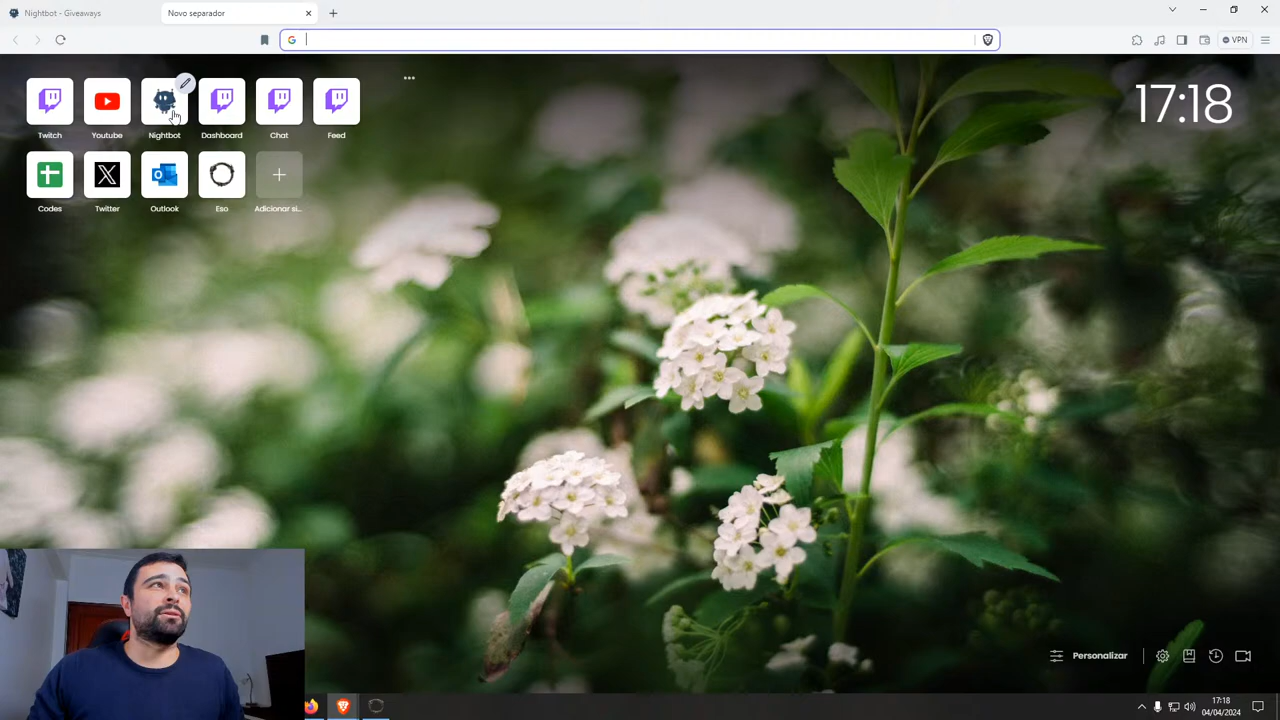 Nightbot - Giveaways
Novo separador
VPN
17:18
Twitch
Youtube
Nightbot
Dashboard
Chat
Feed
Codes
Twitter
Outlook
Eso
Adicionar si...
Personalizar
17:18
04/04/2024